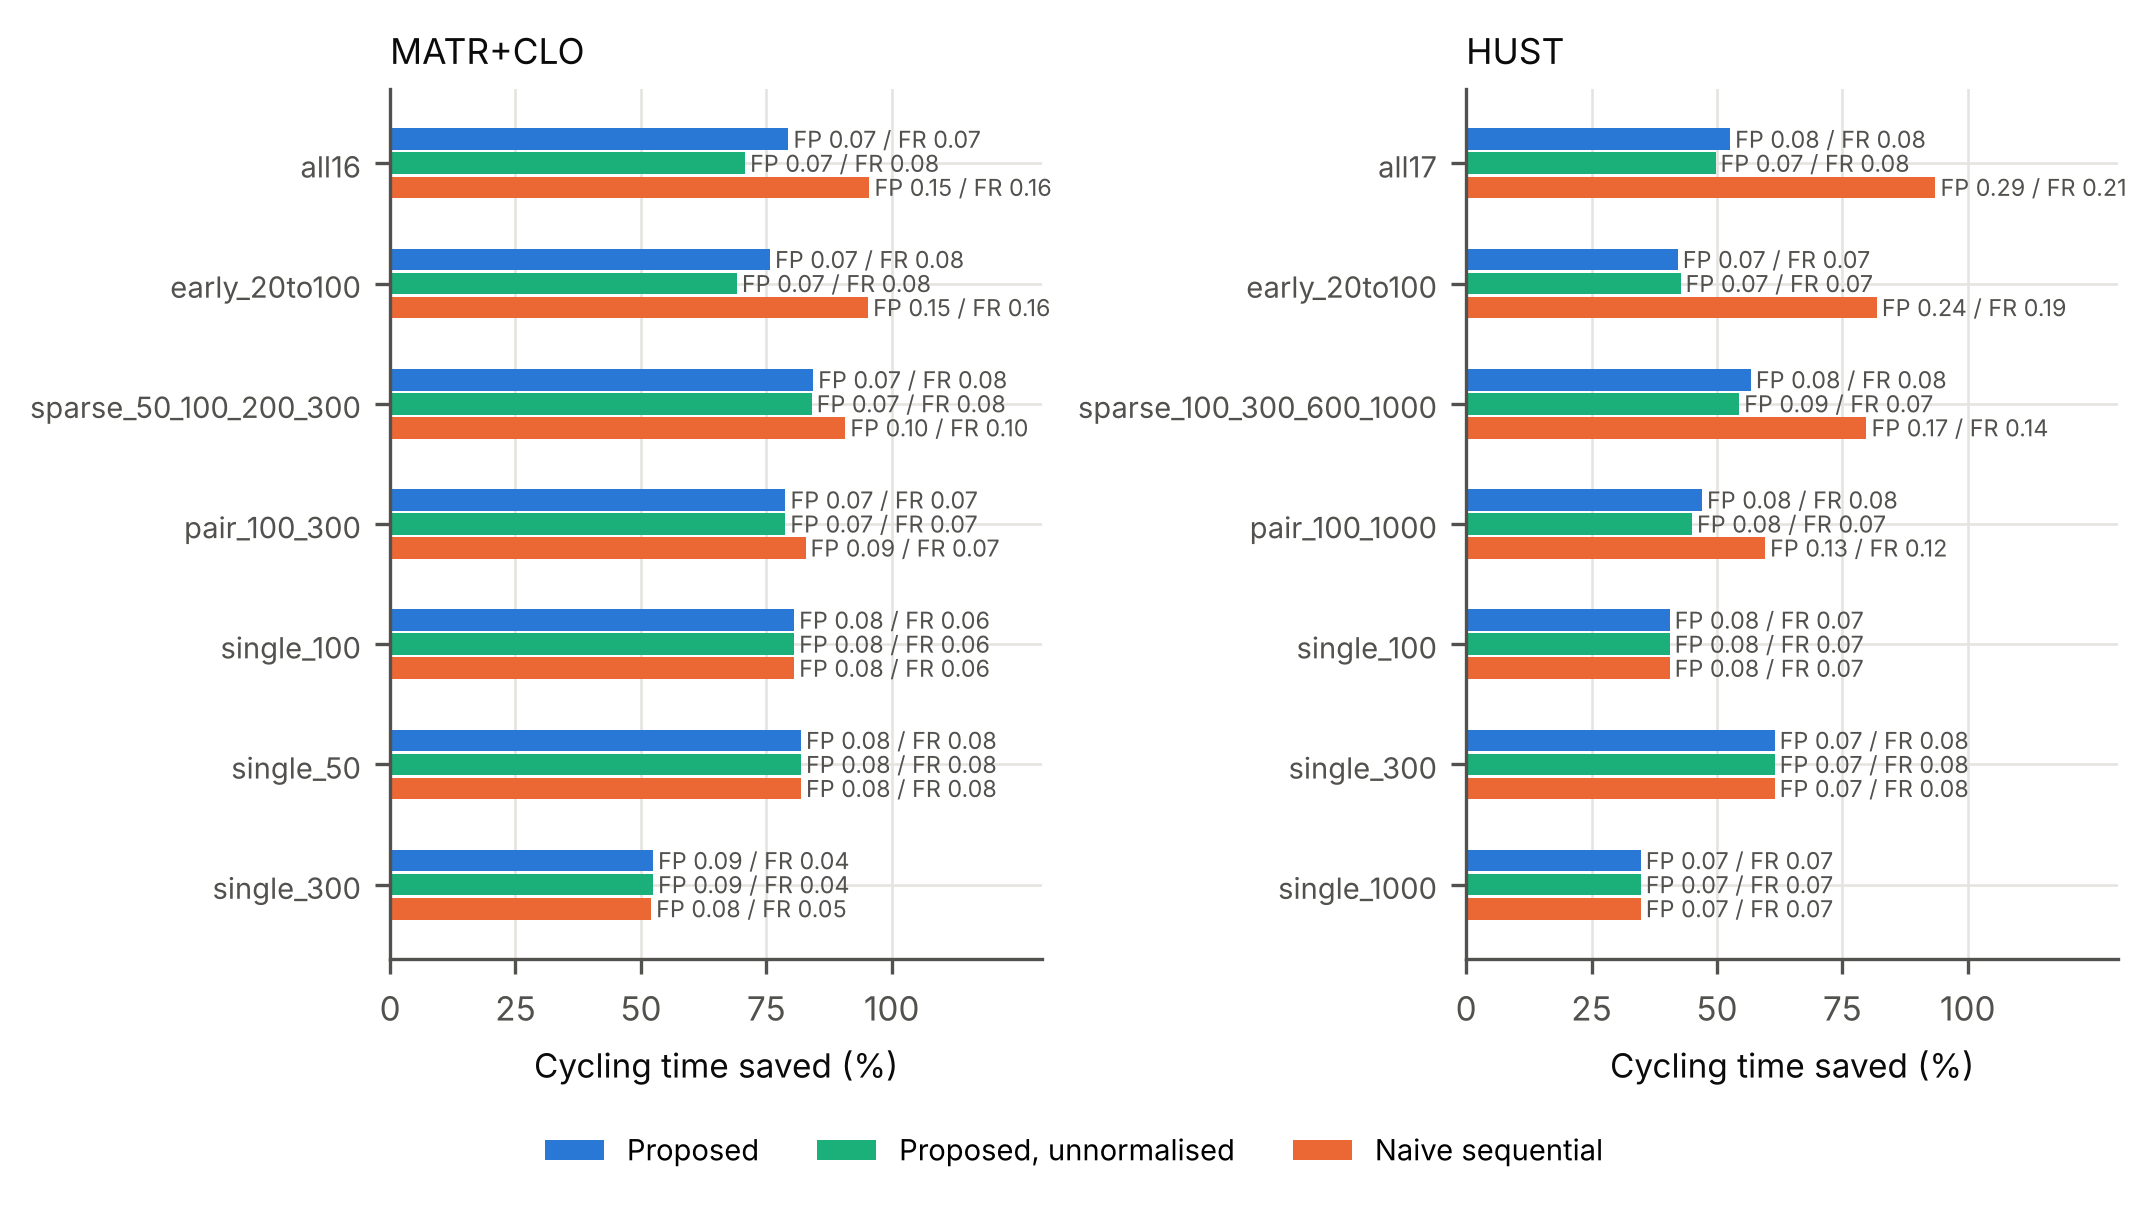 MATR+CLO
all16
FP 0.07 / FR 0.07
FP 0.07 / FR 0.08
FP 0.15 / FR 0.16
early_20to100
FP 0.07 / FR 0.08
FP 0.07 / FR 0.08
FP 0.15 / FR 0.16
sparse_50_100_200_300
FP 0.07 / FR 0.08
FP 0.07 / FR 0.08
FP 0.10 / FR 0.10
pair_100_300
FP 0.07 / FR 0.07
FP 0.07 / FR 0.07
FP 0.09 / FR 0.07
single_100
FP 0.08 / FR 0.06
FP 0.08 / FR 0.06
FP 0.08 / FR 0.06
single_50
FP 0.08 / FR 0.08
FP 0.08 / FR 0.08
FP 0.08 / FR 0.08
single_300
FP 0.09 / FR 0.04
FP 0.09 / FR 0.04
FP 0.08 / FR 0.05
0 25 50 75 100
Cycling time saved (%)
HUST
all17
FP 0.08 / FR 0.08
FP 0.07 / FR 0.08
FP 0.29 / FR 0.21
early_20to100
FP 0.07 / FR 0.07
FP 0.07 / FR 0.07
FP 0.24 / FR 0.19
sparse_100_300_600_1000
FP 0.08 / FR 0.08
FP 0.09 / FR 0.07
FP 0.17 / FR 0.14
pair_100_1000
FP 0.08 / FR 0.08
FP 0.08 / FR 0.07
FP 0.13 / FR 0.12
single_100
FP 0.08 / FR 0.07
FP 0.08 / FR 0.07
FP 0.08 / FR 0.07
single_300
FP 0.07 / FR 0.08
FP 0.07 / FR 0.08
FP 0.07 / FR 0.08
single_1000
FP 0.07 / FR 0.07
FP 0.07 / FR 0.07
FP 0.07 / FR 0.07
0 25 50 75 100
Cycling time saved (%)
Proposed
Proposed, unnormalised
Naive sequential